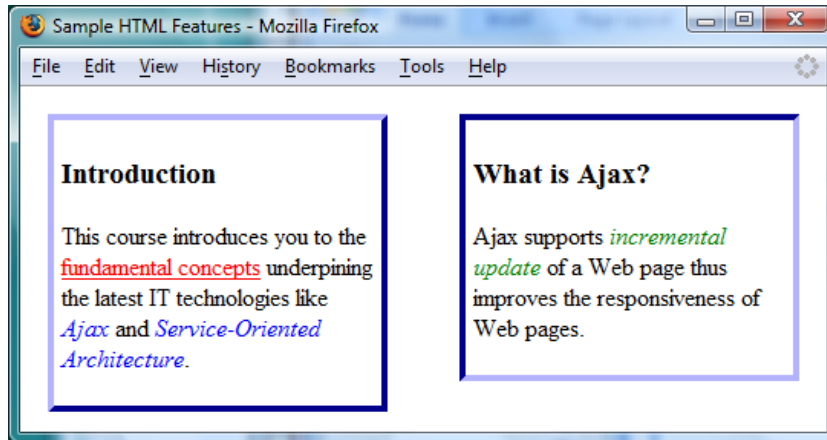 Sample HTML Features - Mozilla Firefox
File Edit View History Bookmarks Tools Help
Introduction
This course introduces you to the
fundamental concepts underpining
the latest IT technologies like
Ajax and Service-Oriented
Architecture.
What is Ajax?
Ajax supports incremental
update of a Web page thus
improves the responsiveness of
Web pages.